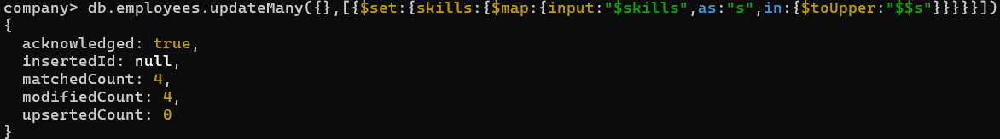 company> db.employees.updateMany({},[{$set:{skills:{$map:{input:"$skills",as:"s",in:{$toUpper:"$$s"}}}}}])
{
  acknowledged: true,
  insertedId: null,
  matchedCount: 4,
  modifiedCount: 4,
  upsertedCount: 0
}